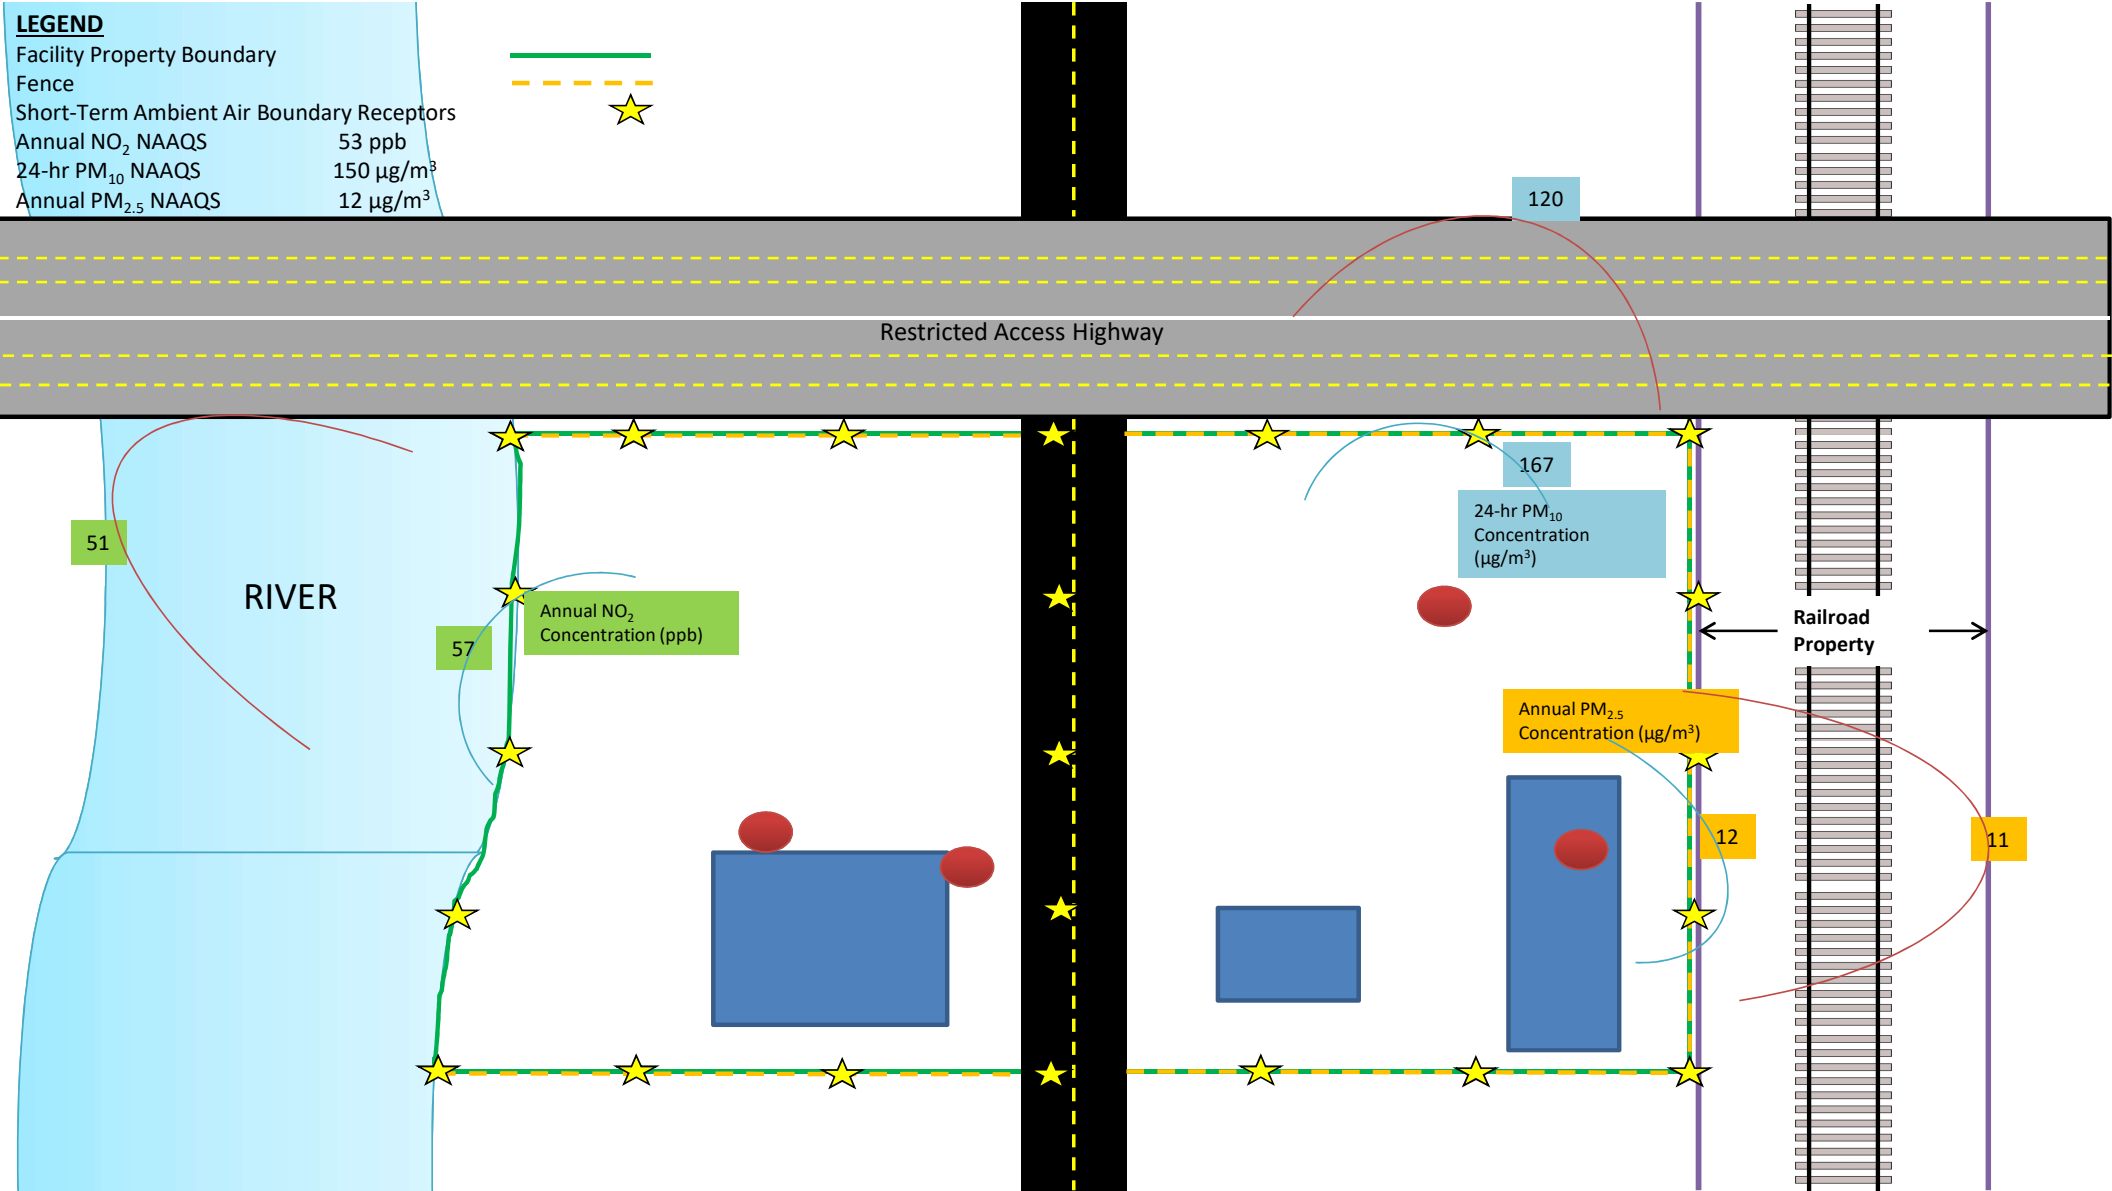 LEGEND
Facility Property Boundary
Fence
Short-Term Ambient Air Boundary Receptors
Annual NO₂ NAAQS 53 ppb
24-hr PM₁₀ NAAQS 150 µg/m³
Annual PM₂.₅ NAAQS 12 µg/m³
120
Restricted Access Highway
167
24-hr PM₁₀
Concentration
(µg/m³)
51
RIVER
57
Annual NO₂
Concentration (ppb)
Railroad
Property
Annual PM₂.₅
Concentration (µg/m³)
12
11